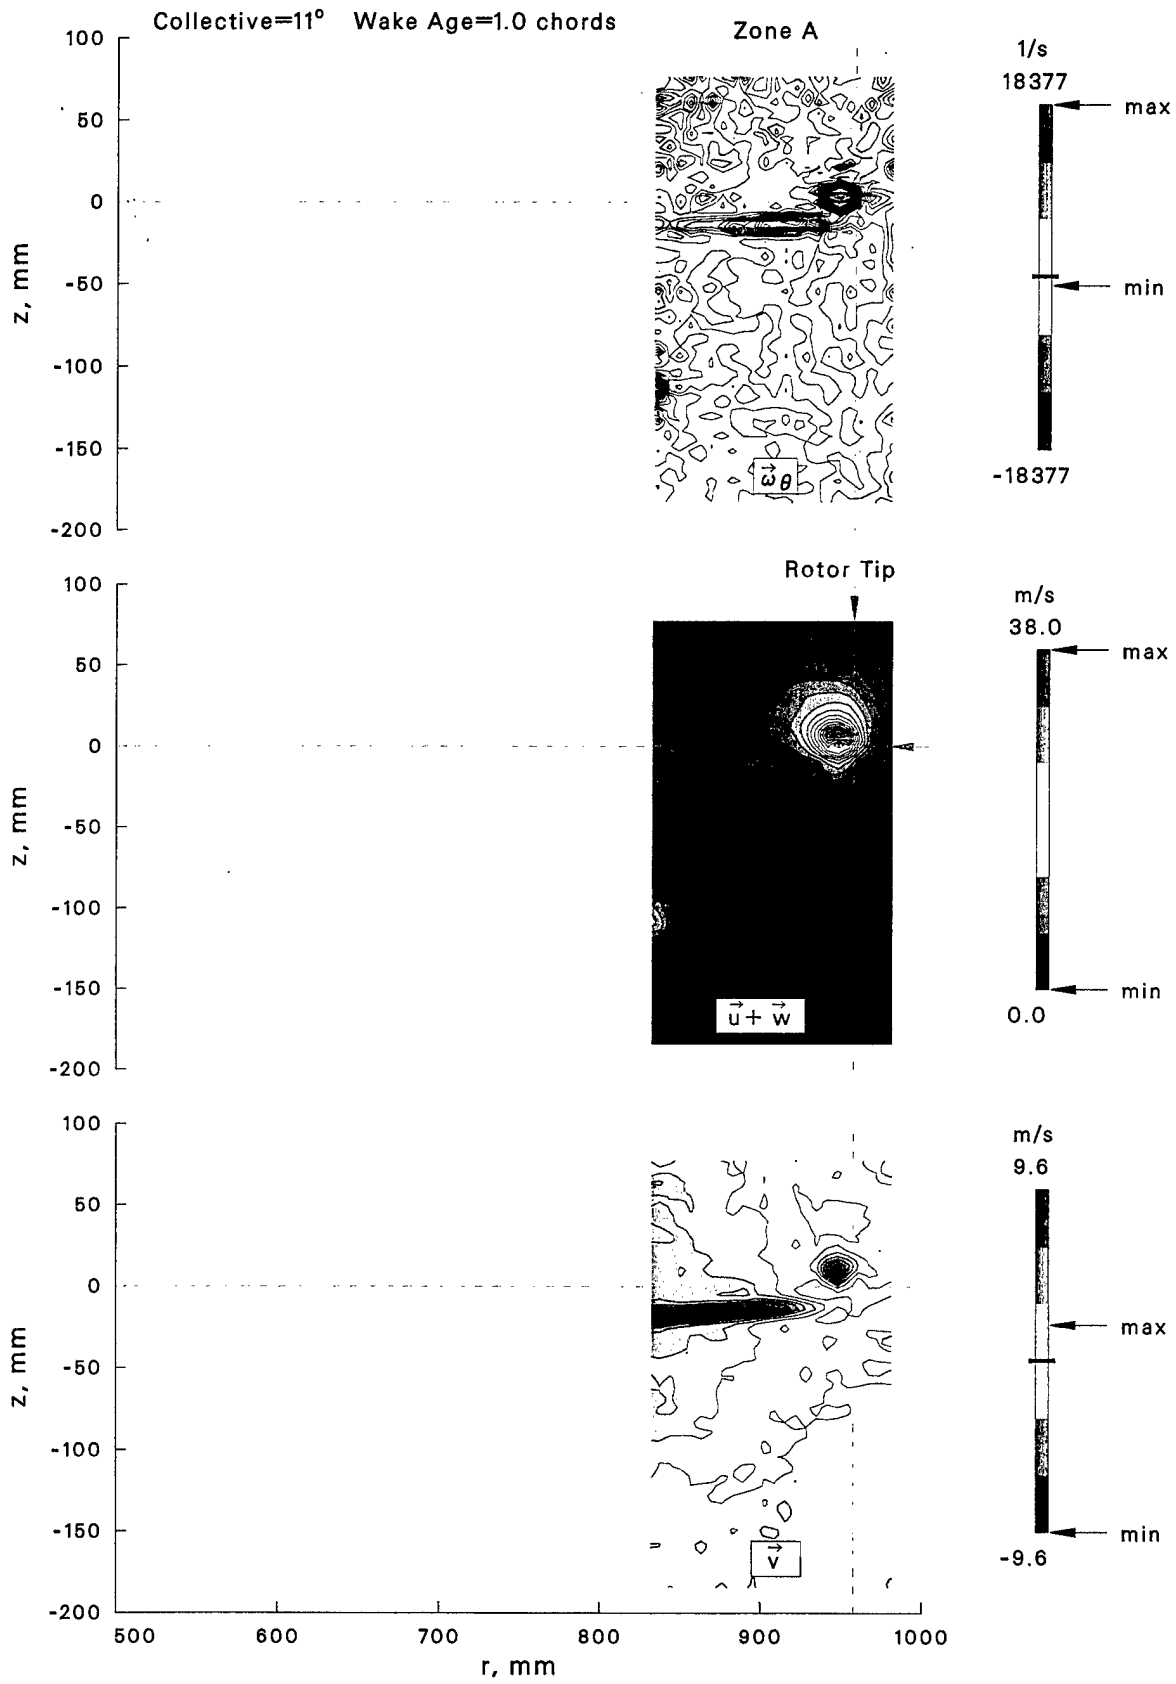 Collective=11° Wake Age=1.0 chords
Zone A
100
50
0
-50
-100
-150
-200
z, mm
1/s
18377
max
min
-18377
ω θ
Rotor Tip
100
50
0
-50
-100
-150
-200
z, mm
m/s
38.0
max
min
0.0
u + w
100
50
0
-50
-100
-150
-200
z, mm
m/s
9.6
max
min
-9.6
v
500 600 700 800 900 1000
r, mm